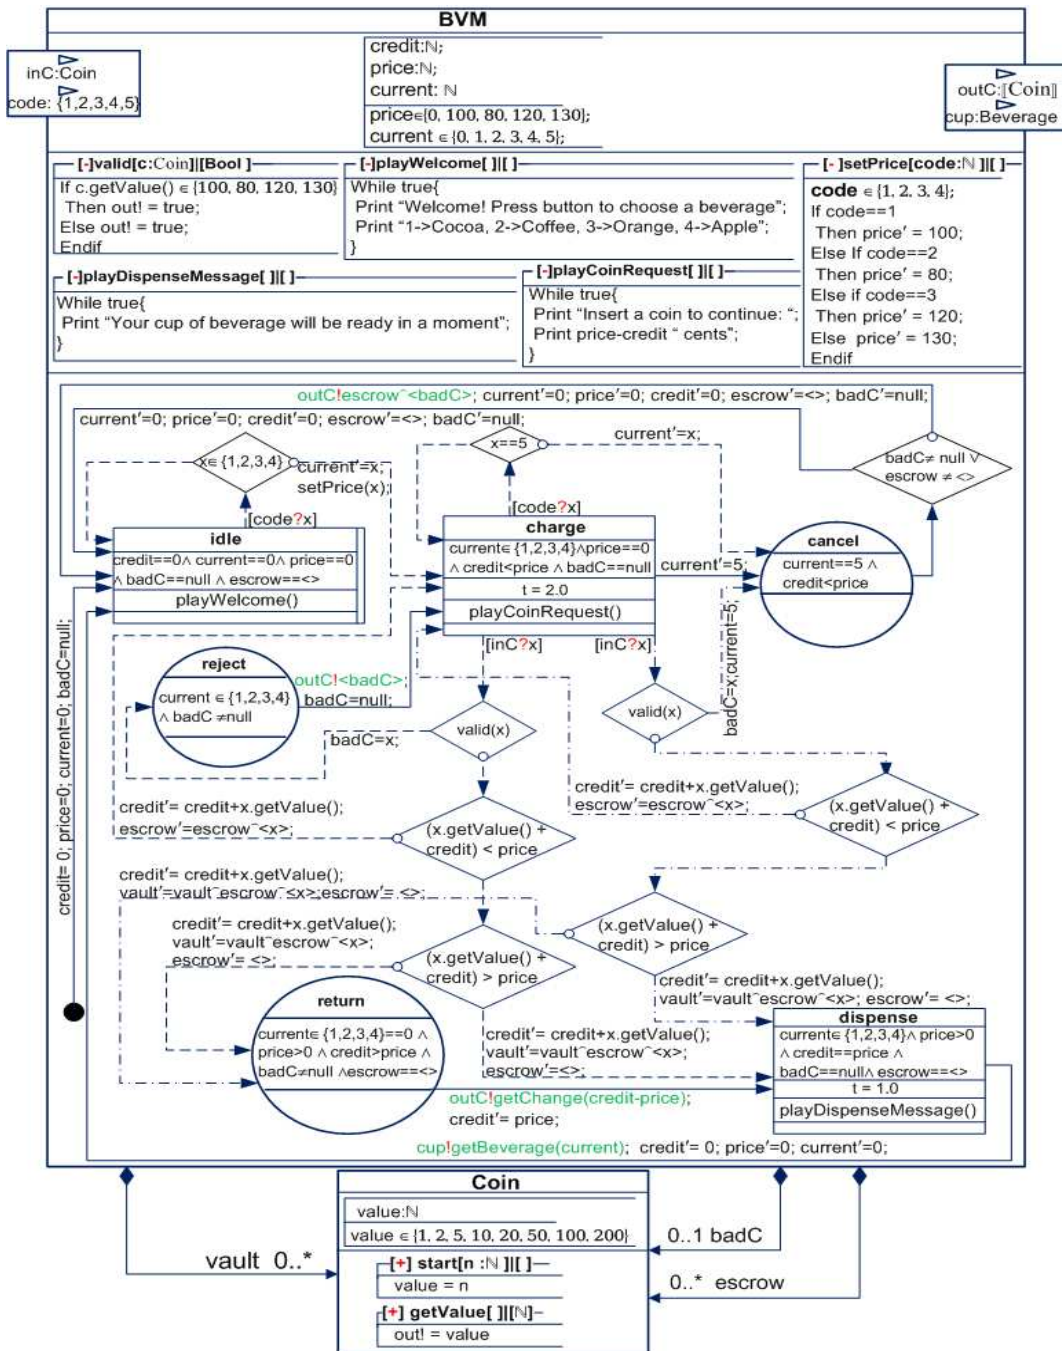 BVM
inC:Coin
code: {1,2,3,4,5}
credit:ℕ;
price:ℕ;
current: ℕ
price∈{0, 100, 80, 120, 130};
current ∈ {0, 1, 2, 3, 4, 5};
outC:⟦Coin⟧
cup:Beverage
[-]valid[c:Coin]|[Bool ]
If c.getValue() ∈ {100, 80, 120, 130}
Then out! = true;
Else out! = true;
Endif
[-]playWelcome[ ]|[ ]
While true{
Print “Welcome! Press button to choose a beverage”;
Print “1->Cocoa, 2->Coffee, 3->Orange, 4->Apple”;
}
[-]setPrice[code:ℕ ]|[ ]
code ∈ {1, 2, 3, 4};
If code==1
Then price′ = 100;
Else If code==2
Then price′ = 80;
Else if code==3
Then price′ = 120;
Else price′ = 130;
Endif
[-]playDispenseMessage[ ]|[ ]
While true{
Print “Your cup of beverage will be ready in a moment”;
}
[-]playCoinRequest[ ]|[ ]
While true{
Print “Insert a coin to continue: “;
Print price-credit “ cents”;
}
outC!escrow⌢<badC>; current′=0; price′=0; credit′=0; escrow′=<>; badC′=null;
current′=0; price′=0; credit′=0; escrow′=<>; badC′=null;
x∈ {1,2,3,4}
current′=x;
setPrice(x);
x==5
current′=x;
badC≠ null ∨
escrow ≠ <>
[code?x]
[code?x]
idle
credit==0∧ current==0∧ price==0
∧ badC==null ∧ escrow==<>
playWelcome()
charge
current∈ {1,2,3,4}∧price==0
∧ credit<price ∧ badC==null
t = 2.0
playCoinRequest()
current′=5;
cancel
current==5 ∧
credit<price
[inC?x]
[inC?x]
reject
current ∈ {1,2,3,4}
∧ badC ≠null
outC!<badC>;
badC=null;
badC=x;
valid(x)
valid(x)
badC=x;current=5;
credit= 0; price=0; current=0; badC=null;
credit′= credit+x.getValue();
escrow′=escrow⌢<x>;
(x.getValue() +
credit) < price
credit′= credit+x.getValue();
escrow′=escrow⌢<x>;
(x.getValue() +
credit) < price
credit′= credit+x.getValue();
vault′=vault⌢escrow⌢<x>;escrow′= <>;
credit′= credit+x.getValue();
vault′=vault⌢escrow⌢<x>;
escrow′= <>;
(x.getValue() +
credit) > price
(x.getValue() +
credit) > price
credit′= credit+x.getValue();
vault′=vault⌢escrow⌢<x>; escrow′= <>;
return
current∈ {1,2,3,4}==0 ∧
price>0 ∧ credit>price ∧
badC≠null ∧escrow==<>
credit′= credit+x.getValue();
vault′=vault⌢escrow⌢<x>;
escrow′=<>;
dispense
current∈ {1,2,3,4}∧ price>0
∧ credit==price ∧
badC==null∧ escrow==<>
t = 1.0
playDispenseMessage()
outC!getChange(credit-price);
credit′= price;
cup!getBeverage(current); credit′= 0; price′=0; current′=0;
Coin
value:ℕ
value ∈ {1, 2, 5, 10, 20, 50, 100, 200}
[+] start[n :ℕ ]|[ ]
value = n
[+] getValue[ ]|[ℕ]
out! = value
vault 0..*
0..1 badC
0..* escrow